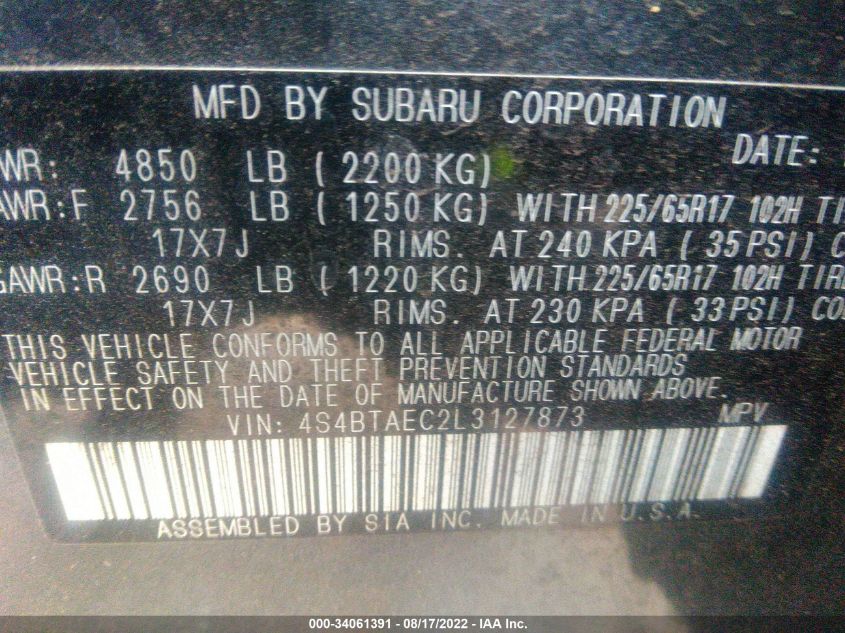 MFD BY SUBARU CORPORATION
DATE:
WR: 4850 LB ( 2200 KG)
AWR:F 2756 LB ( 1250 KG) WITH 225/65R17 102H TI
17X7J RIMS. AT 240 KPA ( 35 PSI) C
GAWR:R 2690 LB ( 1220 KG) WITH 225/65R17 102H TIR
17X7J RIMS. AT 230 KPA ( 33 PSI) CO
THIS VEHICLE CONFORMS TO ALL APPLICABLE FEDERAL MOTOR
VEHICLE SAFETY AND THEFT PREVENTION STANDARDS
IN EFFECT ON THE DATE OF MANUFACTURE SHOWN ABOVE.
VIN: 4S4BTAEC2L3127873 MPV
ASSEMBLED BY SIA INC. MADE IN U.S.A.
000-34061391 - 08/17/2022 - IAA Inc.